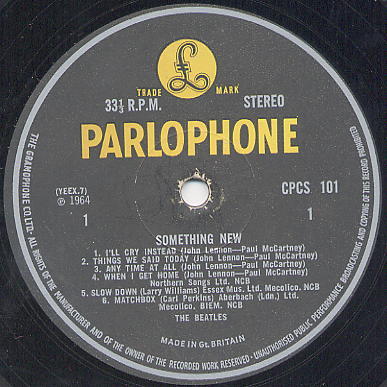 £
TRADE MARK
33⅓ R.P.M. STEREO
PARLOPHONE
(YEEX.7) CPCS 101
℗ 1964
1 1
SOMETHING NEW
1. I'LL CRY INSTEAD (John Lennon—Paul McCartney)
2. THINGS WE SAID TODAY (John Lennon—Paul McCartney)
3. ANY TIME AT ALL (John Lennon—Paul McCartney)
4. WHEN I GET HOME (John Lennon—Paul McCartney)
Northern Songs Ltd. NCB
5. SLOW DOWN (Larry Williams) Essex Mus. Ltd. Mecolico. NCB
6. MATCHBOX (Carl Perkins) Aberbach (Ldn.) Ltd.
Mecolico. BIEM. NCB
THE BEATLES
MADE IN Gt. BRITAIN
THE GRAMOPHONE CO. LTD. · ALL RIGHTS OF THE MANUFACTURER AND OF THE OWNER OF THE RECORDED WORK RESERVED · UNAUTHORISED PUBLIC PERFORMANCE BROADCASTING AND COPYING OF THIS RECORD PROHIBITED